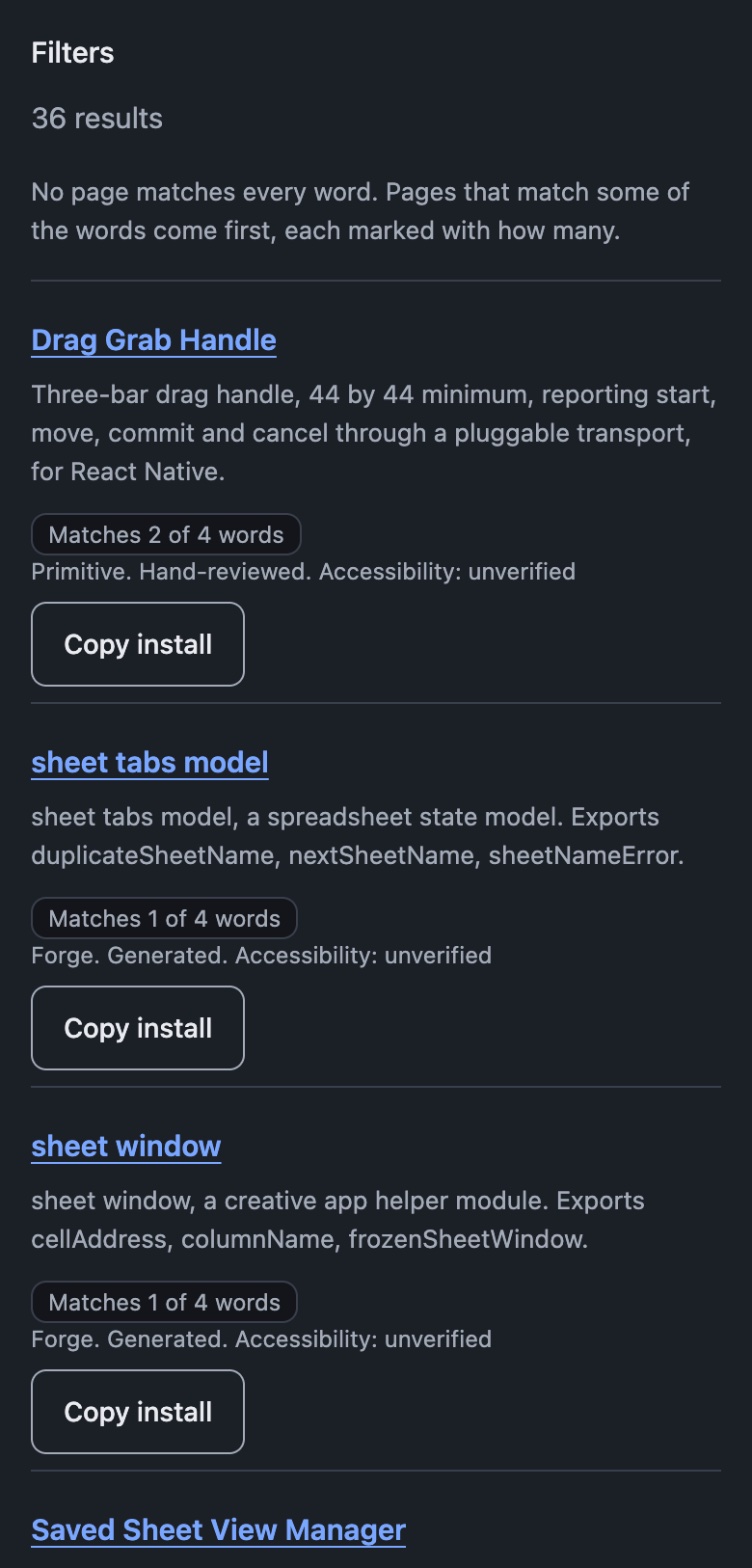 Filters
36 results
No page matches every word. Pages that match some of
the words come first, each marked with how many.
Drag Grab Handle
Three-bar drag handle, 44 by 44 minimum, reporting start,
move, commit and cancel through a pluggable transport,
for React Native.
Matches 2 of 4 words
Primitive. Hand-reviewed. Accessibility: unverified
Copy install
sheet tabs model
sheet tabs model, a spreadsheet state model. Exports
duplicateSheetName, nextSheetName, sheetNameError.
Matches 1 of 4 words
Forge. Generated. Accessibility: unverified
Copy install
sheet window
sheet window, a creative app helper module. Exports
cellAddress, columnName, frozenSheetWindow.
Matches 1 of 4 words
Forge. Generated. Accessibility: unverified
Copy install
Saved Sheet View Manager